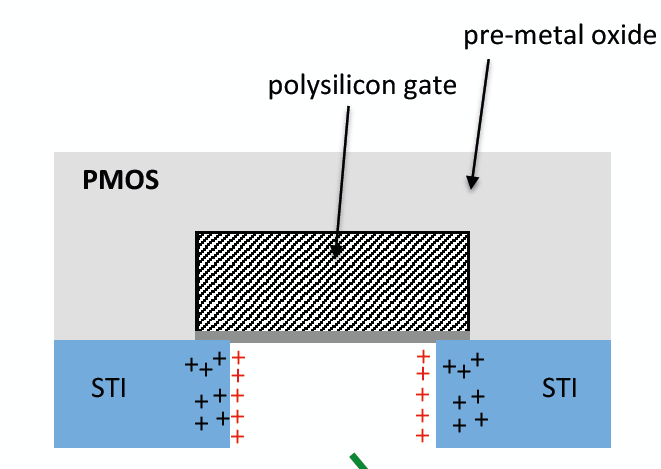 pre-metal oxide
polysilicon gate
PMOS
STI
STI